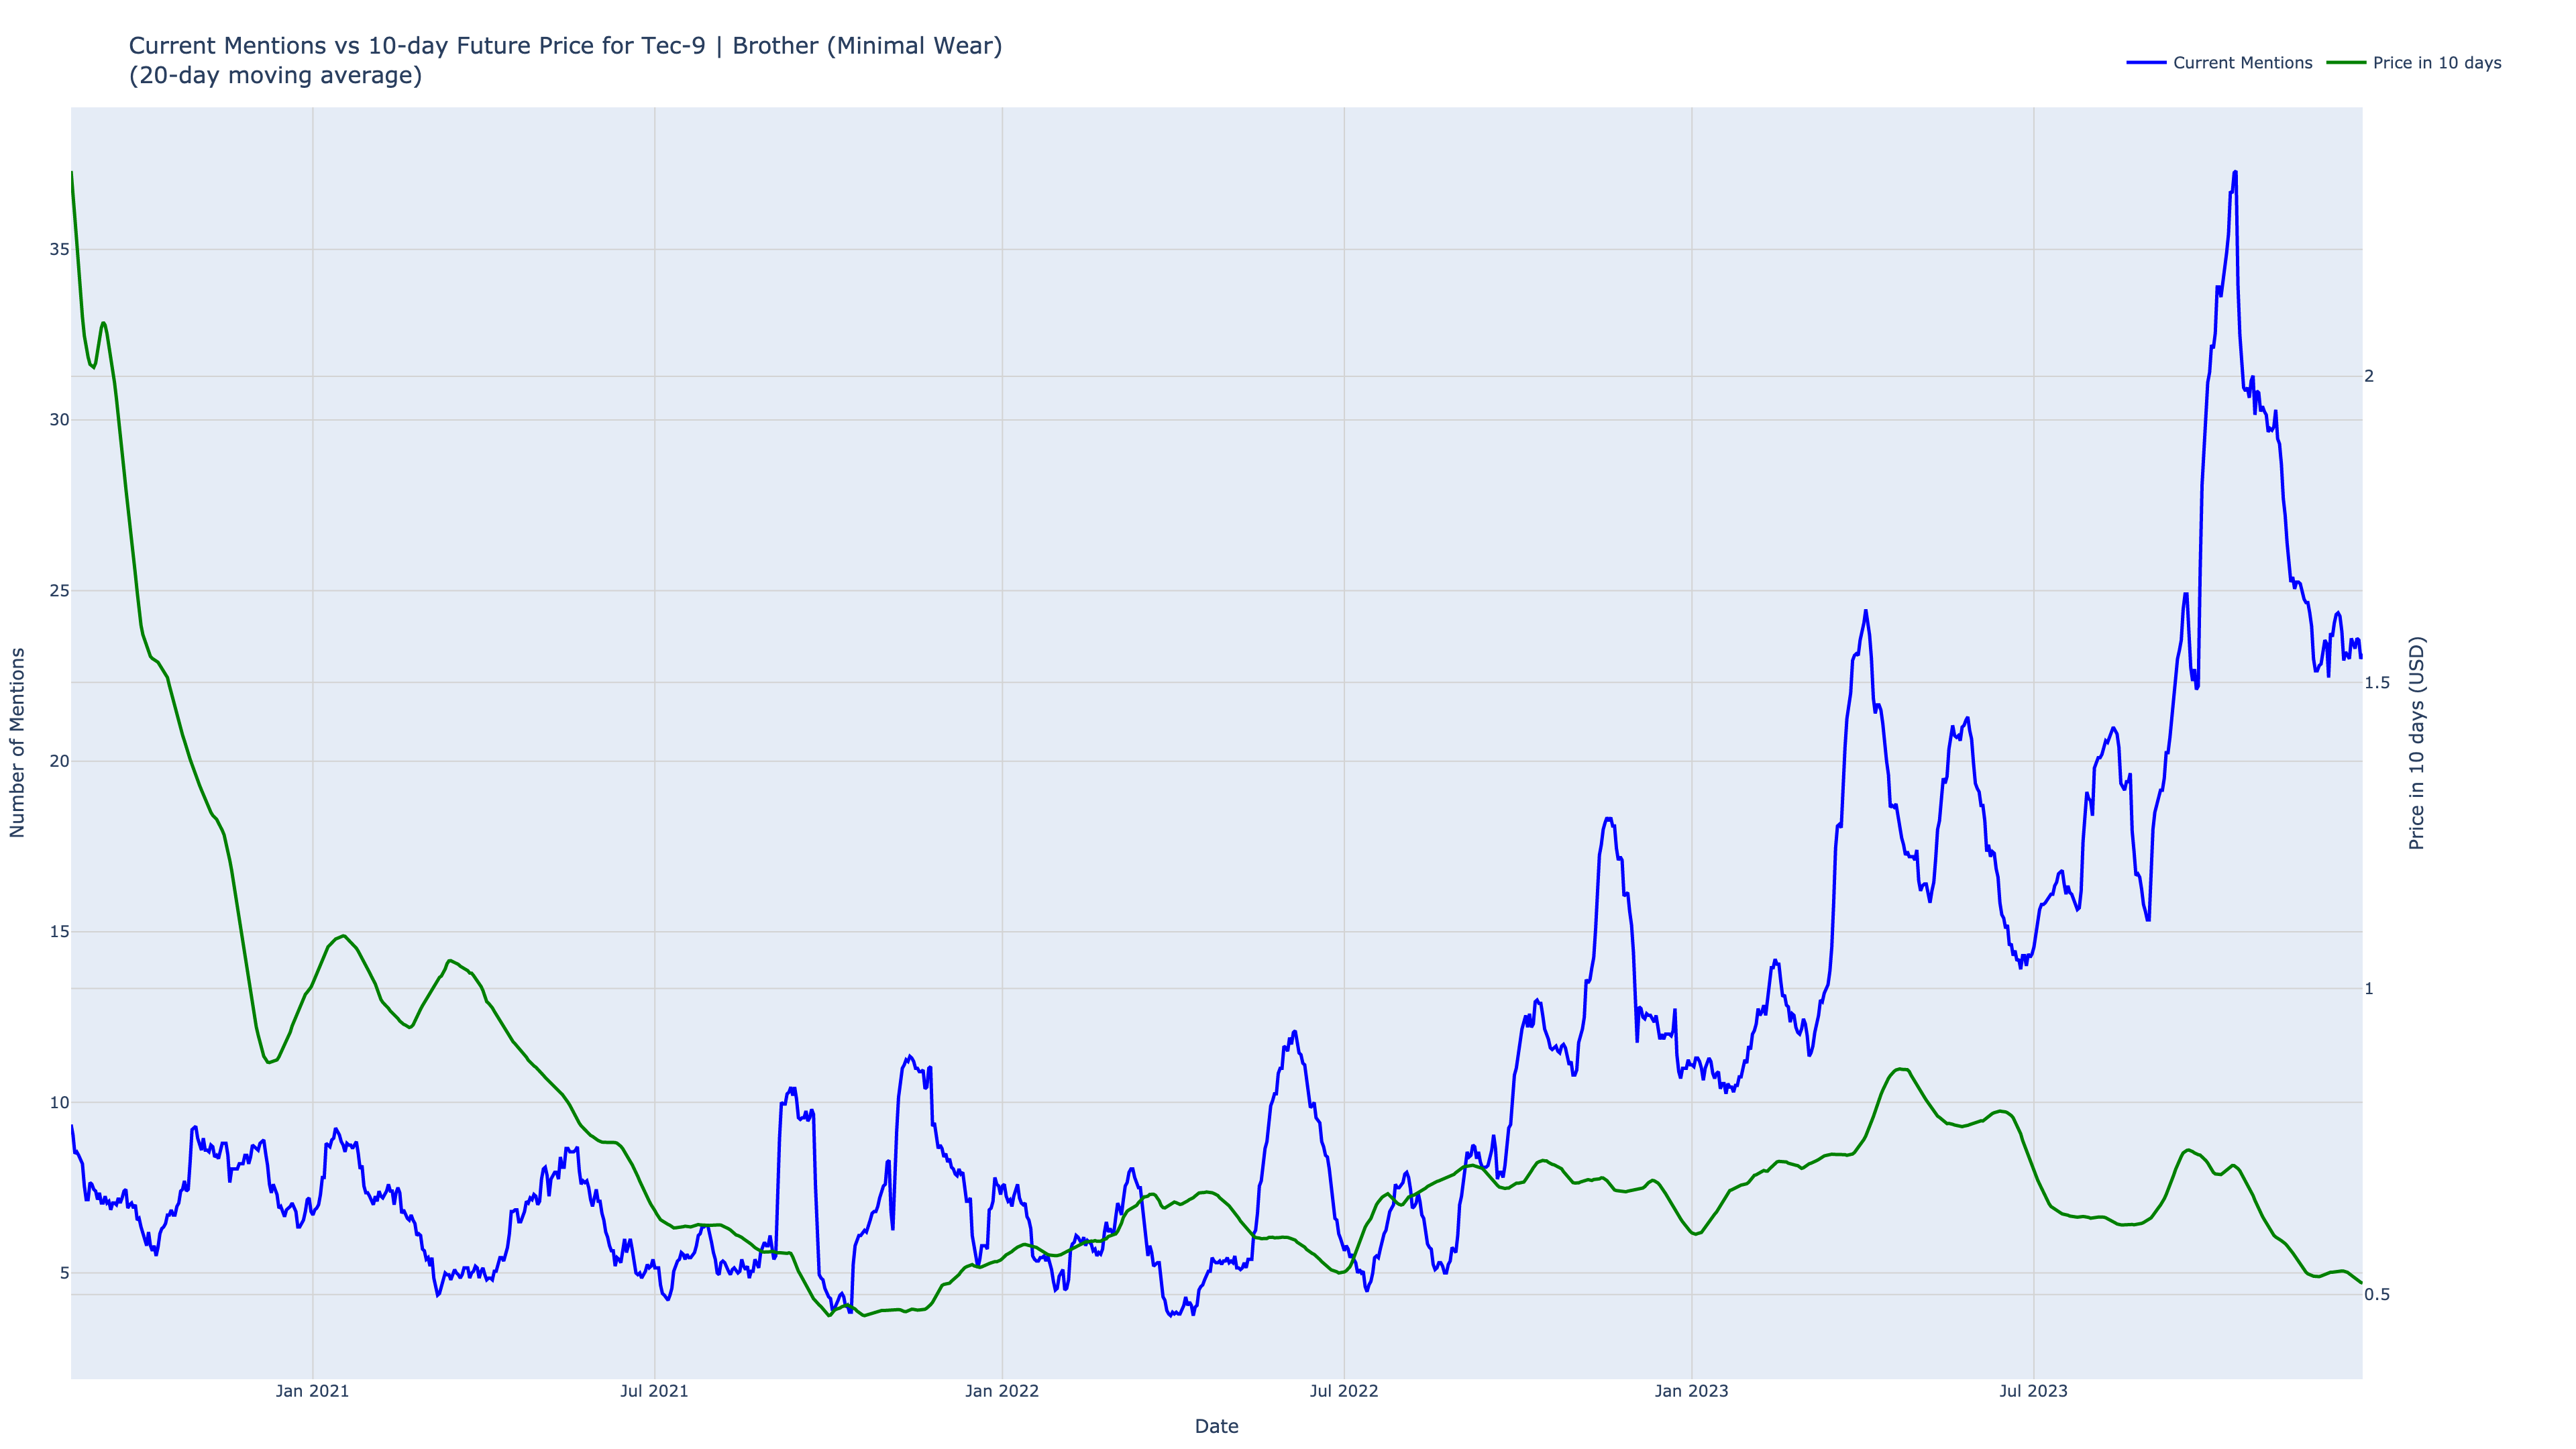 Current Mentions vs 10-day Future Price for Tec-9 | Brother (Minimal Wear)
(20-day moving average)
Current Mentions
Price in 10 days
35
30
25
20
15
10
5
Number of Mentions
2
1.5
1
0.5
Price in 10 days (USD)
Jan 2021
Jul 2021
Jan 2022
Jul 2022
Jan 2023
Jul 2023
Date